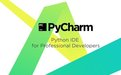 PyCharm
Python IDE
for Professional Developers